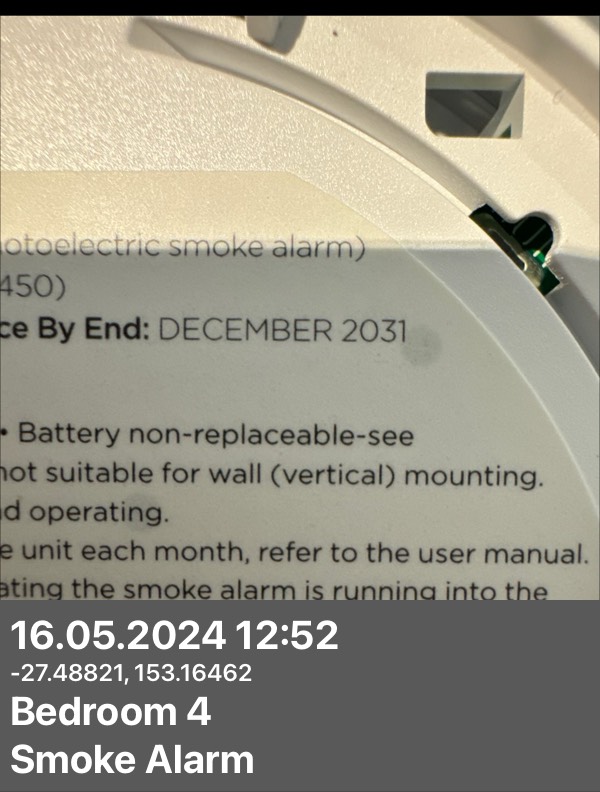 otoelectric smoke alarm)
450)
ce By End: DECEMBER 2031
• Battery non-replaceable-see
not suitable for wall (vertical) mounting.
d operating.
e unit each month, refer to the user manual.
ating the smoke alarm is running into the
16.05.2024 12:52
-27.48821, 153.16462
Bedroom 4
Smoke Alarm